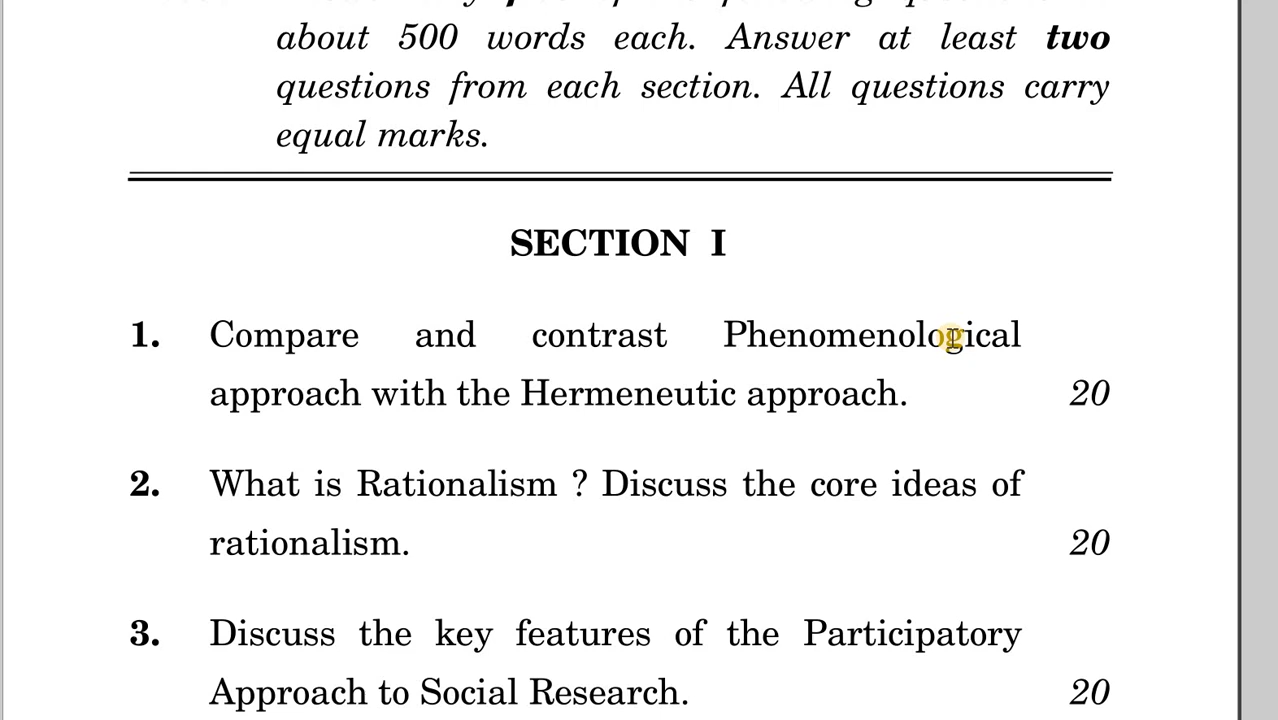 about 500 words each. Answer at least two
questions from each section. All questions carry
equal marks.
SECTION I
1. Compare and contrast Phenomenological
approach with the Hermeneutic approach. 20
2. What is Rationalism ? Discuss the core ideas of
rationalism. 20
3. Discuss the key features of the Participatory
Approach to Social Research. 20